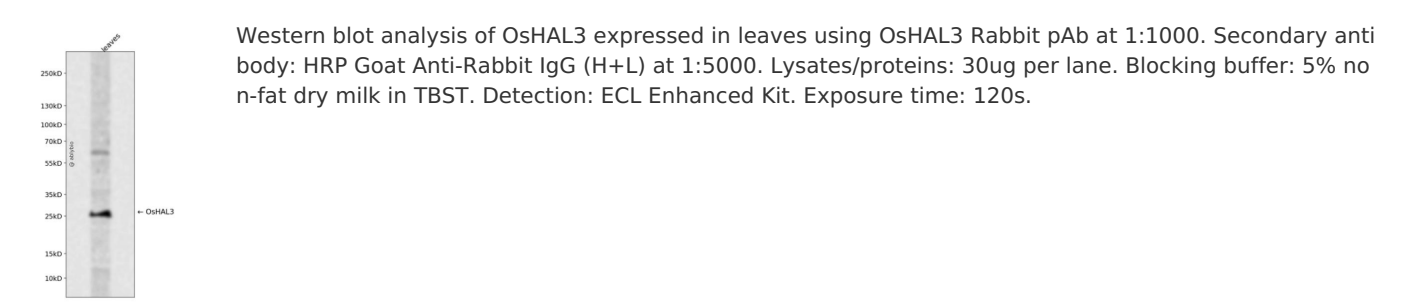 leaves
Western blot analysis of OsHAL3 expressed in leaves using OsHAL3 Rabbit pAb at 1:1000. Secondary anti
body: HRP Goat Anti-Rabbit IgG (H+L) at 1:5000. Lysates/proteins: 30ug per lane. Blocking buffer: 5% no
n-fat dry milk in TBST. Detection: ECL Enhanced Kit. Exposure time: 120s.
250kD
130kD
100kD
70kD
55kD
35kD
25kD
← OsHAL3
15kD
10kD